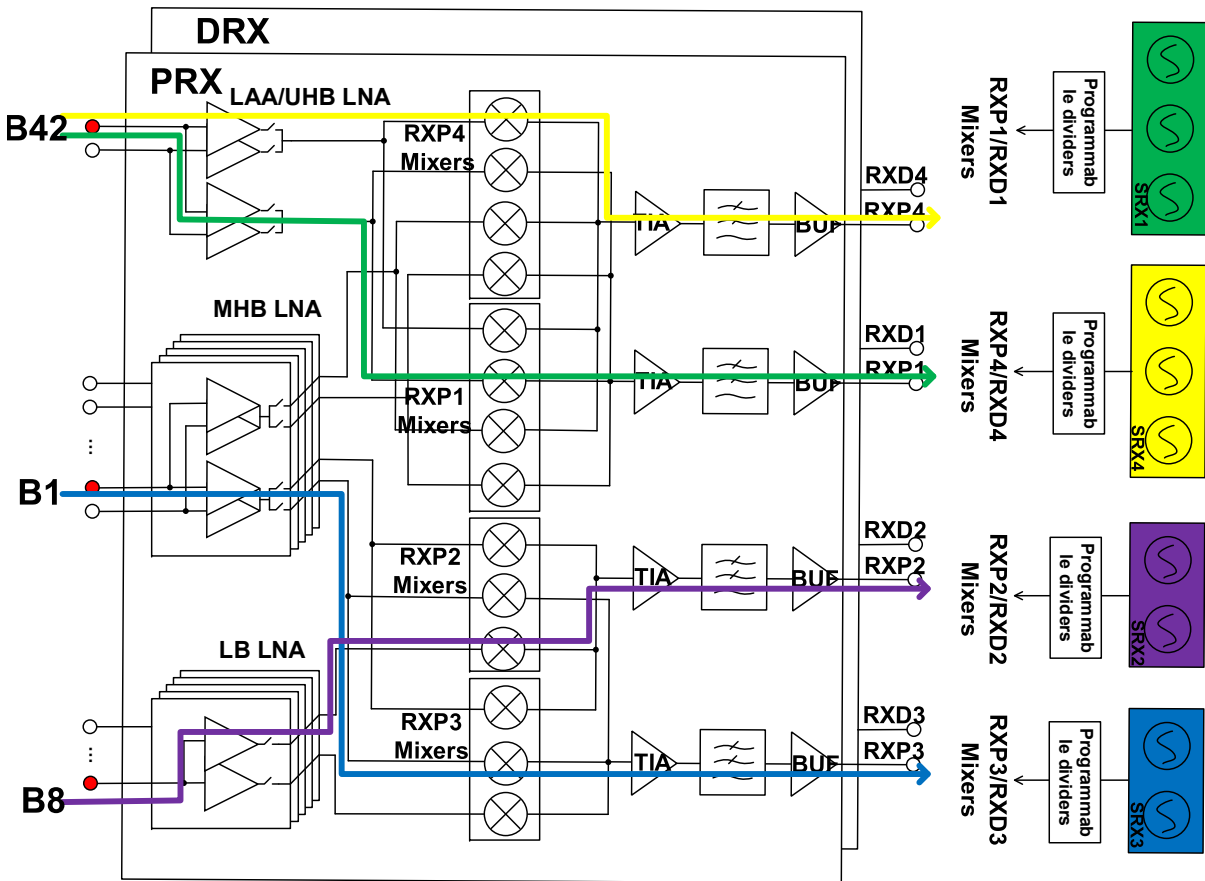 DRX
PRX
LAA/UHB LNA
B42
RXP4
Mixers
RXD4
RXP4
TIA
BUF
MHB LNA
RXD1
RXP1
TIA
BUF
RXP1
Mixers
...
B1
RXP2
Mixers
RXD2
RXP2
TIA
BUF
LB LNA
RXP3
Mixers
RXD3
RXP3
TIA
BUF
...
B8
RXP1/RXD1
Mixers
Programmab
le dividers
SRX1
RXP4/RXD4
Mixers
Programmab
le dividers
SRX4
RXP2/RXD2
Mixers
Programmab
le dividers
SRX2
RXP3/RXD3
Mixers
Programmab
le dividers
SRX3